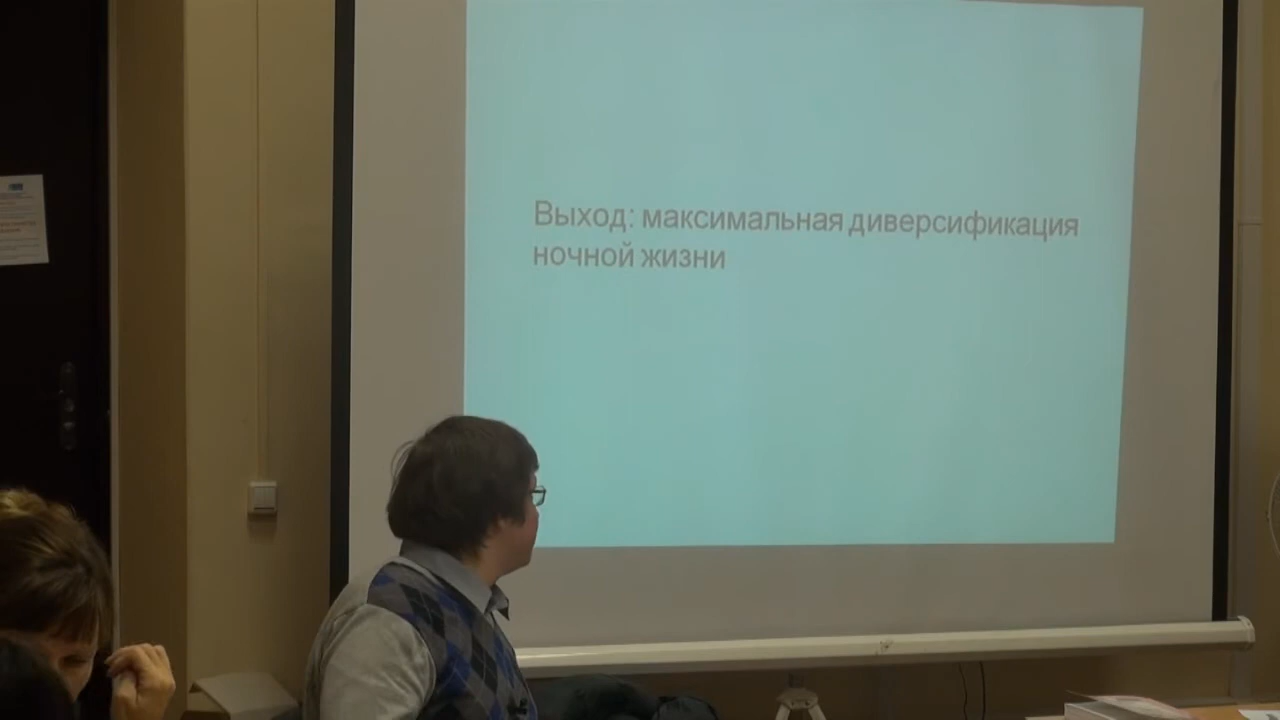 Выход: максимальная диверсификация
ночной жизни